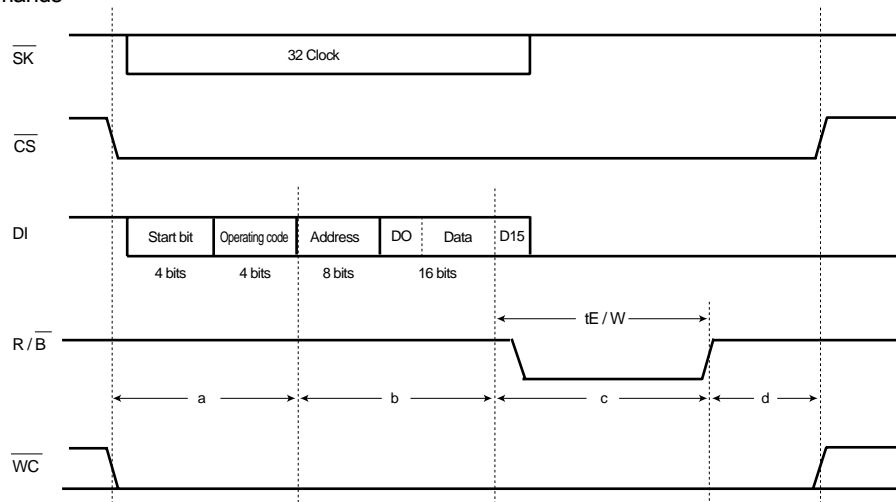 SK
32 Clock
CS
DI
Start bit
Operating code
Address
DO
Data
D15
4 bits
4 bits
8 bits
16 bits
tE / W
R / B
a
b
c
d
WC